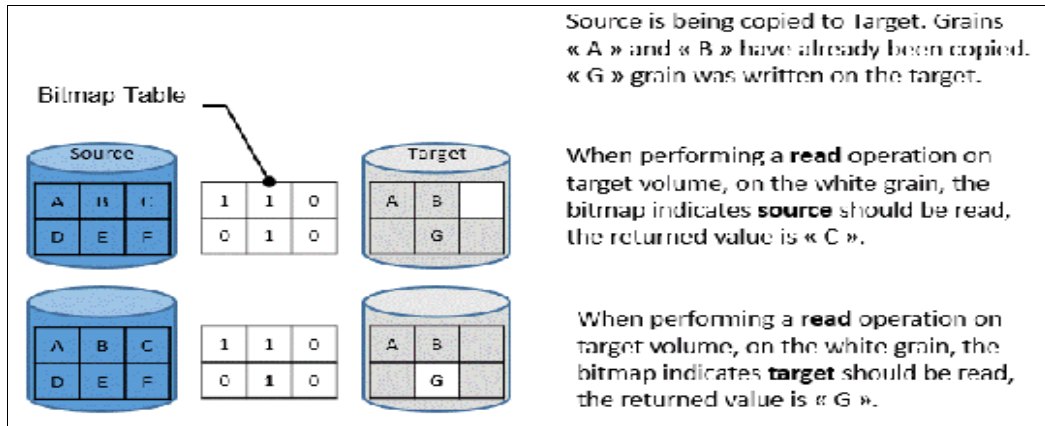 Source is being copied to Target. Grains
« A » and « B » have already been copied.
« G » grain was written on the target.
Bitmap Table
Source
Target
A B C
1 1 0
A B
D E F
0 1 0
G
When performing a read operation on
target volume, on the white grain, the
bitmap indicates source should be read,
the returned value is « C ».
A B C
1 1 0
A B
D E F
0 1 0
G
When performing a read operation on
target volume, on the white grain, the
bitmap indicates target should be read,
the returned value is « G ».